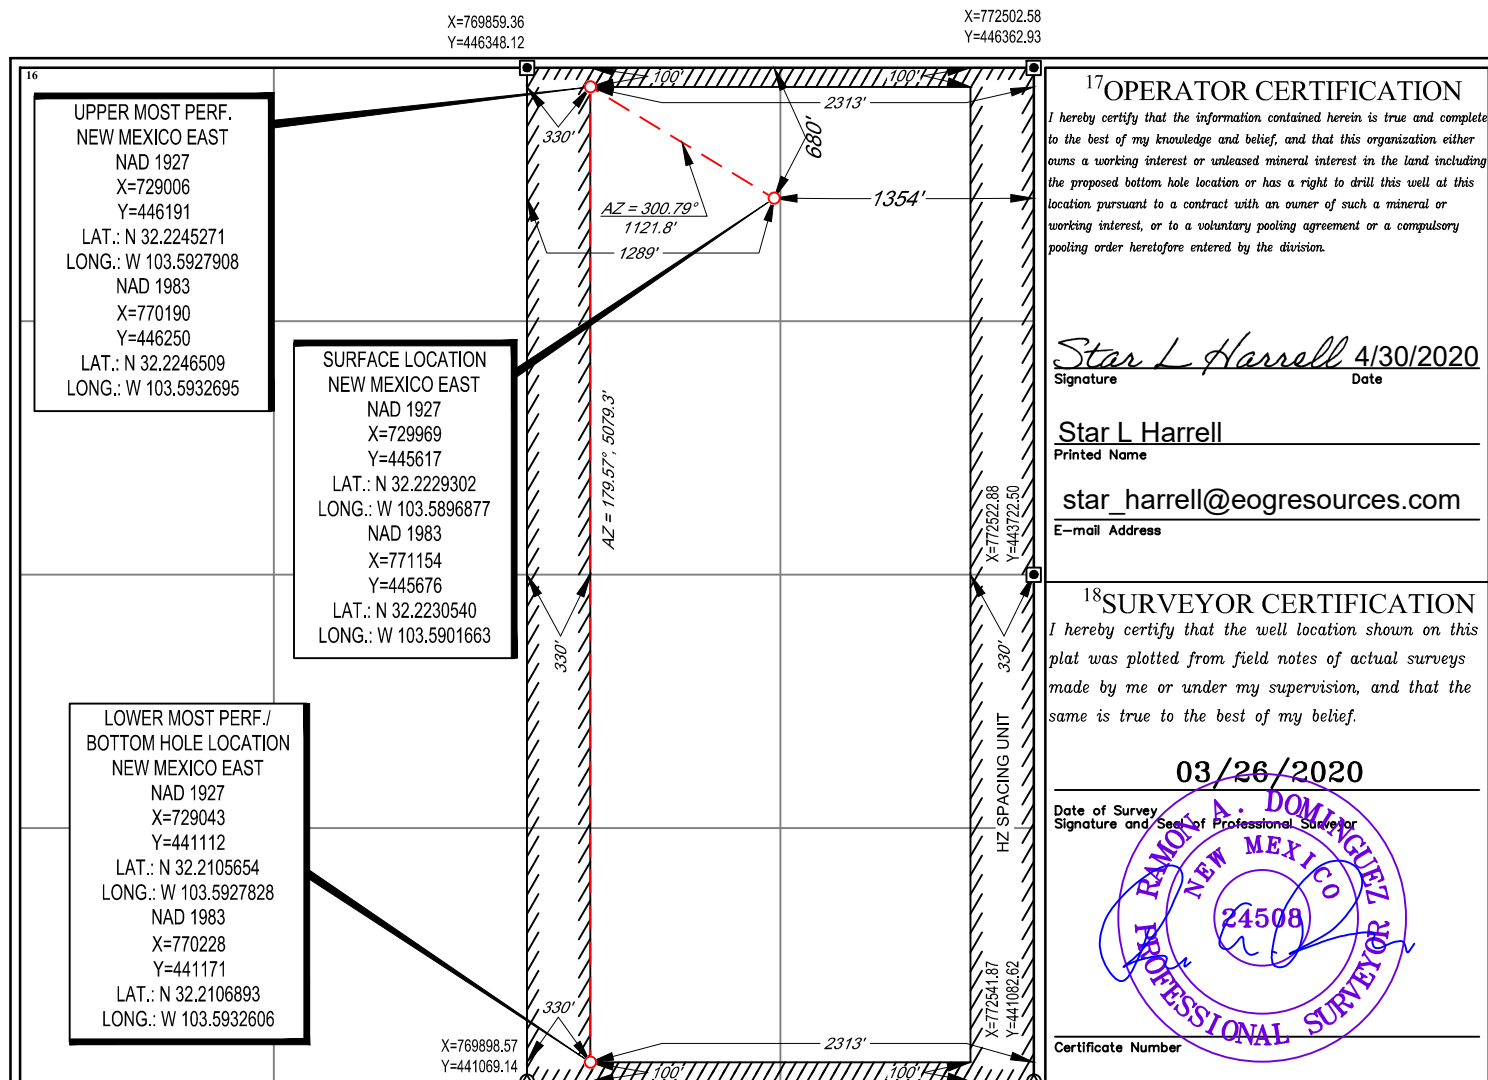 X=769859.36
Y=446348.12
X=772502.58
Y=446362.93
16
UPPER MOST PERF.
NEW MEXICO EAST
NAD 1927
X=729006
Y=446191
LAT.: N 32.2245271
LONG.: W 103.5927908
NAD 1983
X=770190
Y=446250
LAT.: N 32.2246509
LONG.: W 103.5932695
100'
100'
2313'
330'
680'
AZ = 300.79°
1121.8'
1354'
1289'
SURFACE LOCATION
NEW MEXICO EAST
NAD 1927
X=729969
Y=445617
LAT.: N 32.2229302
LONG.: W 103.5896877
NAD 1983
X=771154
Y=445676
LAT.: N 32.2230540
LONG.: W 103.5901663
AZ = 179.57°, 5079.3'
X=772522.88
Y=443722.50
330'
330'
HZ SPACING UNIT
LOWER MOST PERF./
BOTTOM HOLE LOCATION
NEW MEXICO EAST
NAD 1927
X=729043
Y=441112
LAT.: N 32.2105654
LONG.: W 103.5927828
NAD 1983
X=770228
Y=441171
LAT.: N 32.2106893
LONG.: W 103.5932606
X=772541.87
Y=441082.62
330'
2313'
X=769898.57
Y=441069.14
100'
100'
17OPERATOR CERTIFICATION
I hereby certify that the information contained herein is true and complete
to the best of my knowledge and belief, and that this organization either
owns a working interest or unleased mineral interest in the land including
the proposed bottom hole location or has a right to drill this well at this
location pursuant to a contract with an owner of such a mineral or
working interest, or to a voluntary pooling agreement or a compulsory
pooling order heretofore entered by the division.
Star L Harrell 4/30/2020
Signature Date
Star L Harrell
Printed Name
star_harrell@eogresources.com
E-mail Address
18SURVEYOR CERTIFICATION
I hereby certify that the well location shown on this
plat was plotted from field notes of actual surveys
made by me or under my supervision, and that the
same is true to the best of my belief.
03/26/2020
Date of Survey
Signature and Seal of Professional Surveyor
RAMON A. DOMINGUEZ
NEW MEXICO
24508
PROFESSIONAL SURVEYOR
Certificate Number